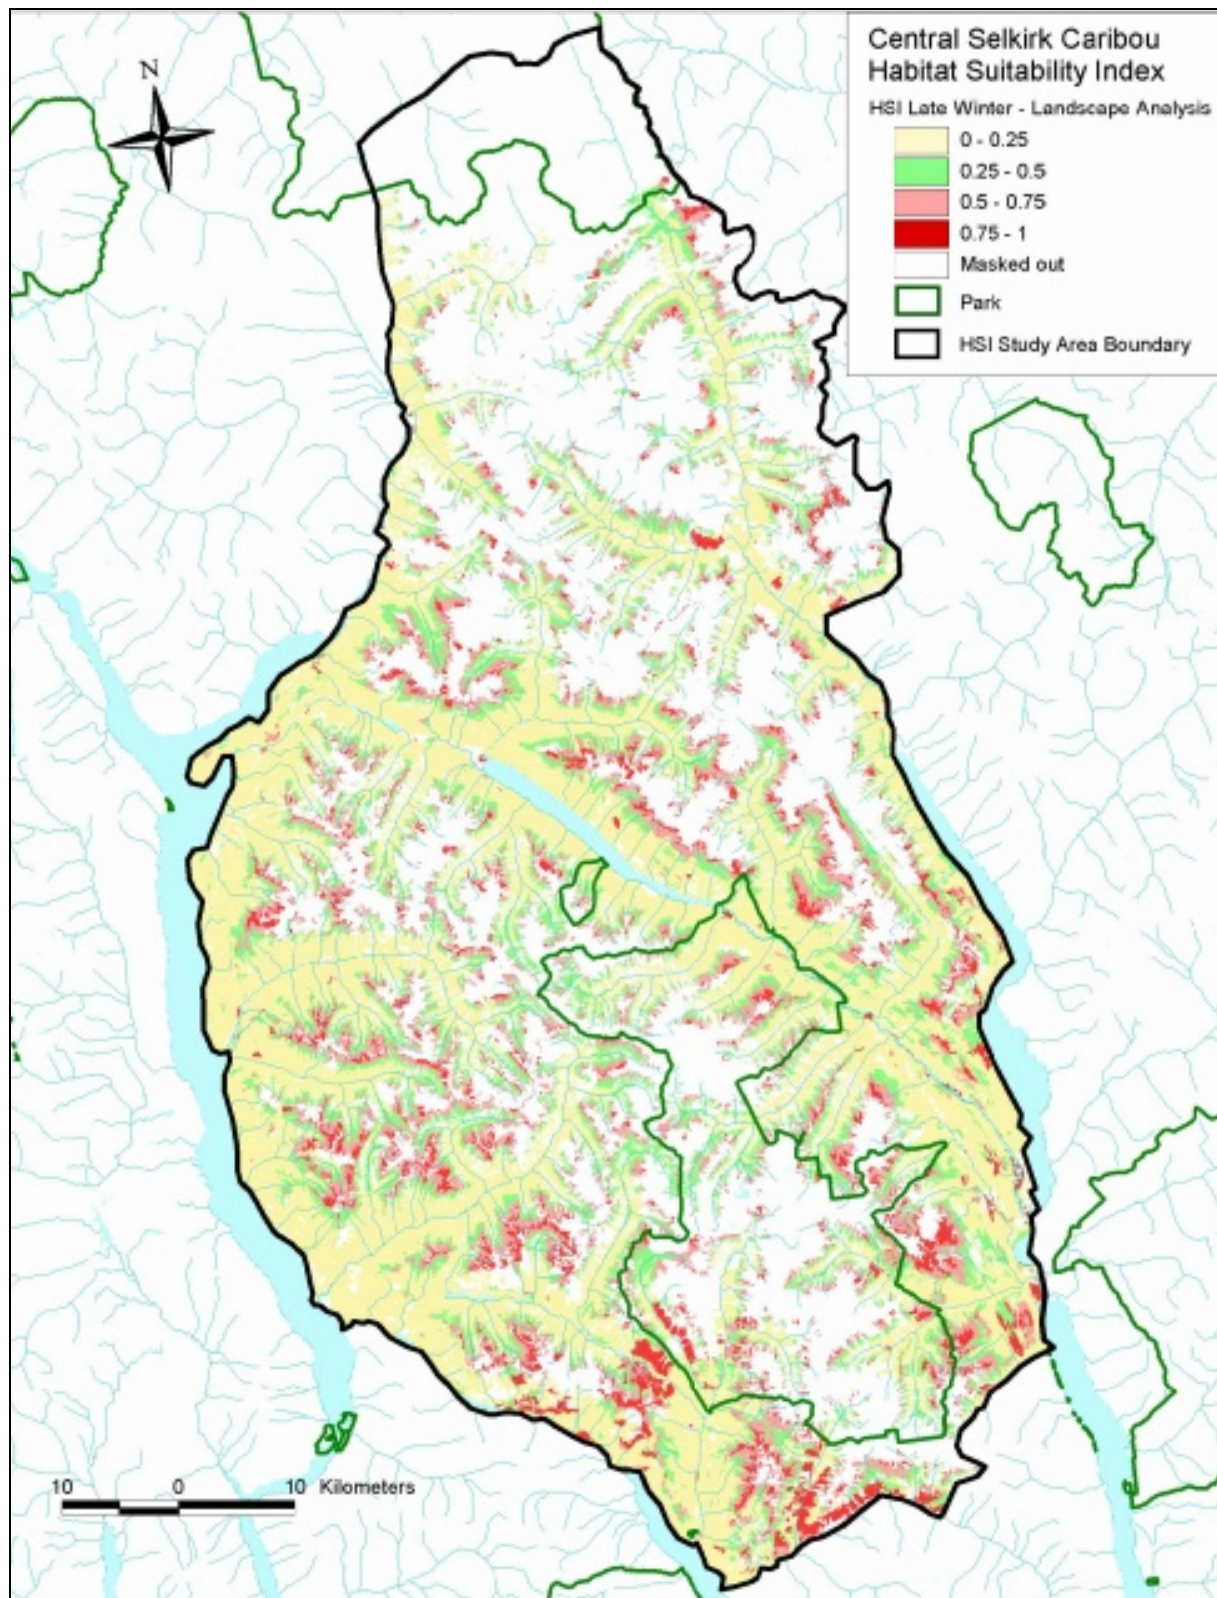 Central Selkirk Caribou
Habitat Suitability Index
HSI Late Winter - Landscape Analysis
0 - 0.25
0.25 - 0.5
0.5 - 0.75
0.75 - 1
Masked out
Park
HSI Study Area Boundary
N
10 0 10 Kilometers